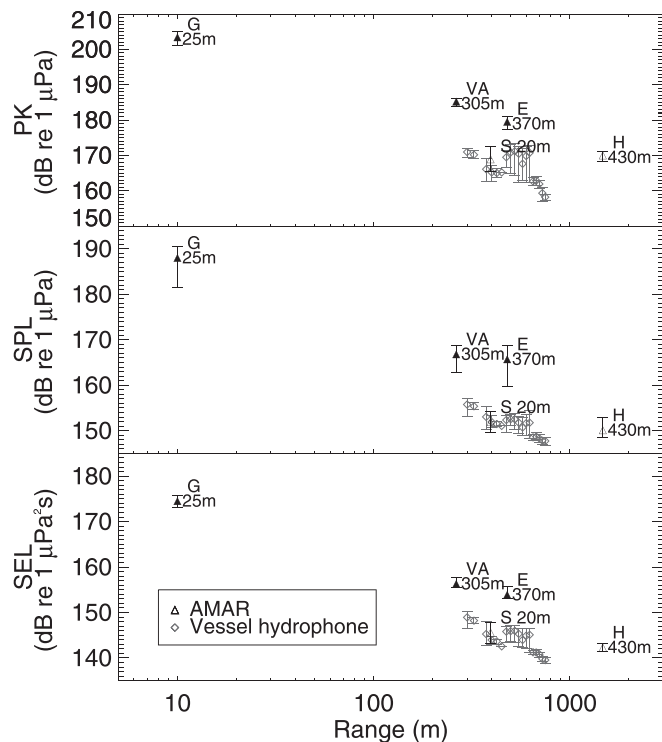 210
200
190
180
170
160
150
PK
(dB re 1 μPa)
G
25m
VA
305m
E
370m
S 20m
H
430m
190
180
170
160
150
SPL
(dB re 1 μPa)
G
25m
VA
305m
E
370m
S 20m
H
430m
180
170
160
150
140
SEL
(dB re 1 μPa²s)
G
25m
VA
305m
E
370m
S 20m
H
430m
AMAR
Vessel hydrophone
10
100
1000
Range (m)